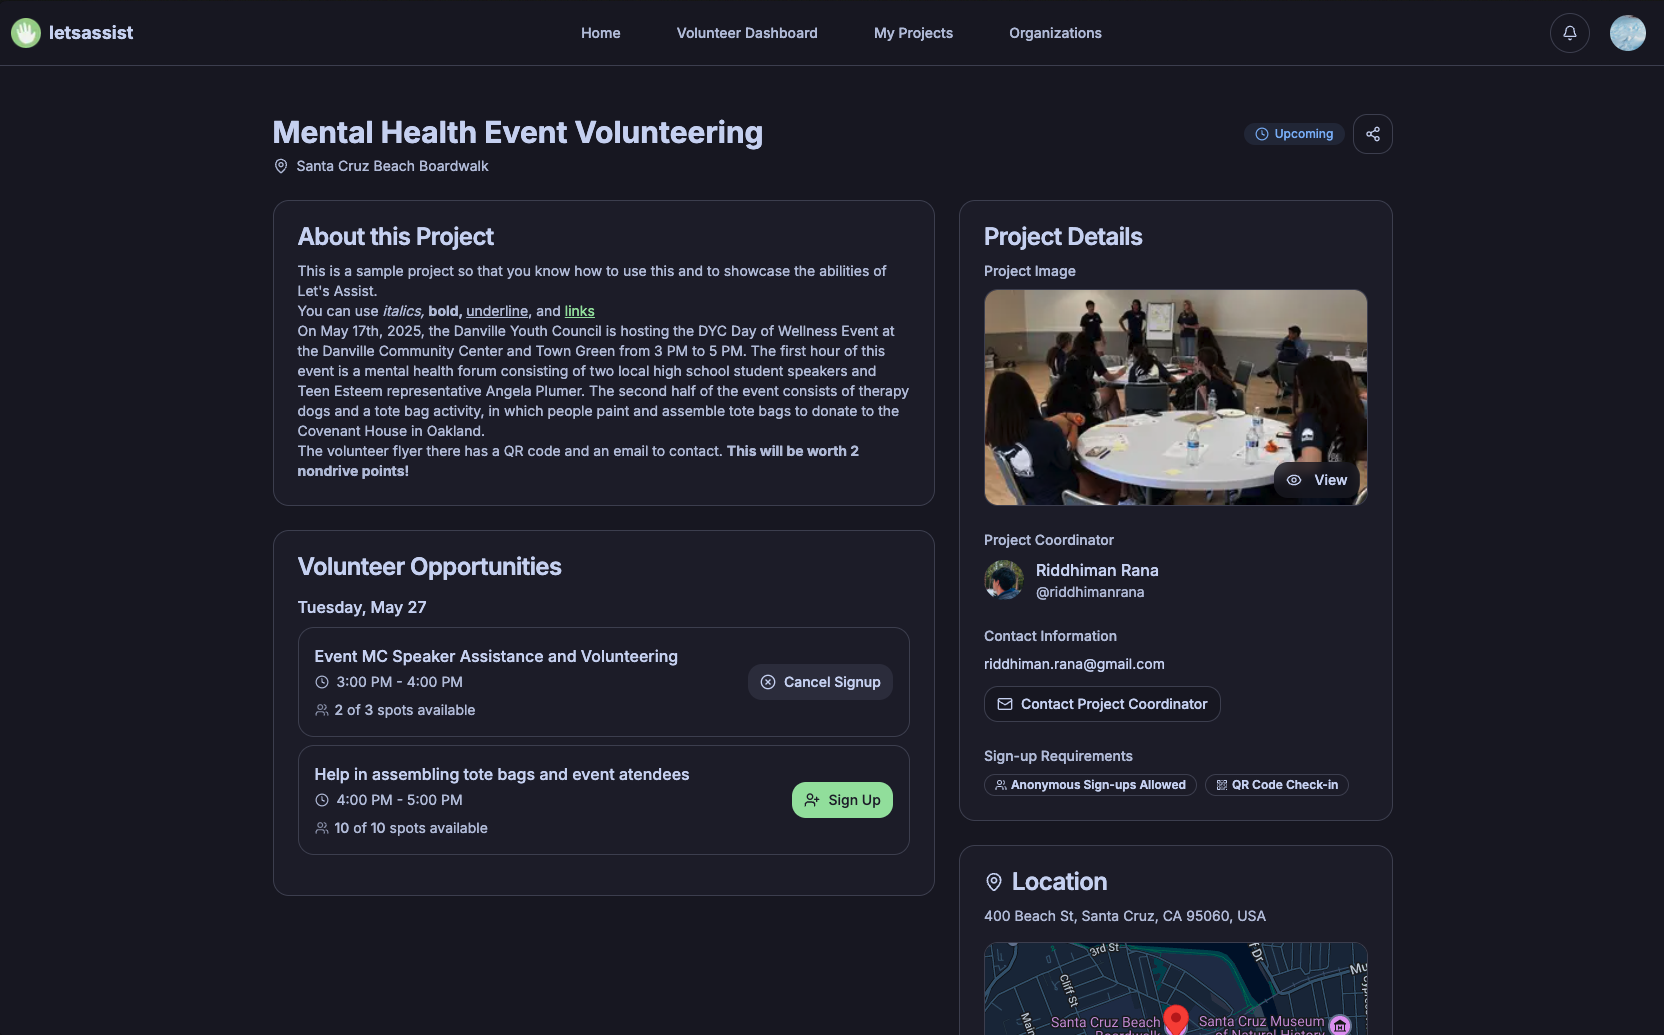 letsassist
Home
Volunteer Dashboard
My Projects
Organizations
Mental Health Event Volunteering
Santa Cruz Beach Boardwalk
Upcoming
About this Project
This is a sample project so that you know how to use this and to showcase the abilities of
Let's Assist.
You can use italics, bold, underline, and links
On May 17th, 2025, the Danville Youth Council is hosting the DYC Day of Wellness Event at
the Danville Community Center and Town Green from 3 PM to 5 PM. The first hour of this
event is a mental health forum consisting of two local high school student speakers and
Teen Esteem representative Angela Plumer. The second half of the event consists of therapy
dogs and a tote bag activity, in which people paint and assemble tote bags to donate to the
Covenant House in Oakland.
The volunteer flyer there has a QR code and an email to contact. This will be worth 2
nondrive points!
Volunteer Opportunities
Tuesday, May 27
Event MC Speaker Assistance and Volunteering
3:00 PM - 4:00 PM
2 of 3 spots available
Cancel Signup
Help in assembling tote bags and event atendees
4:00 PM - 5:00 PM
10 of 10 spots available
Sign Up
Project Details
Project Image
View
Project Coordinator
Riddhiman Rana
@riddhimanrana
Contact Information
riddhiman.rana@gmail.com
Contact Project Coordinator
Sign-up Requirements
Anonymous Sign-ups Allowed
QR Code Check-in
Location
400 Beach St, Santa Cruz, CA 95060, USA
3rd St
Cliff St
Santa Cruz Beach
Boardwalk
Santa Cruz Museum
of Natural History